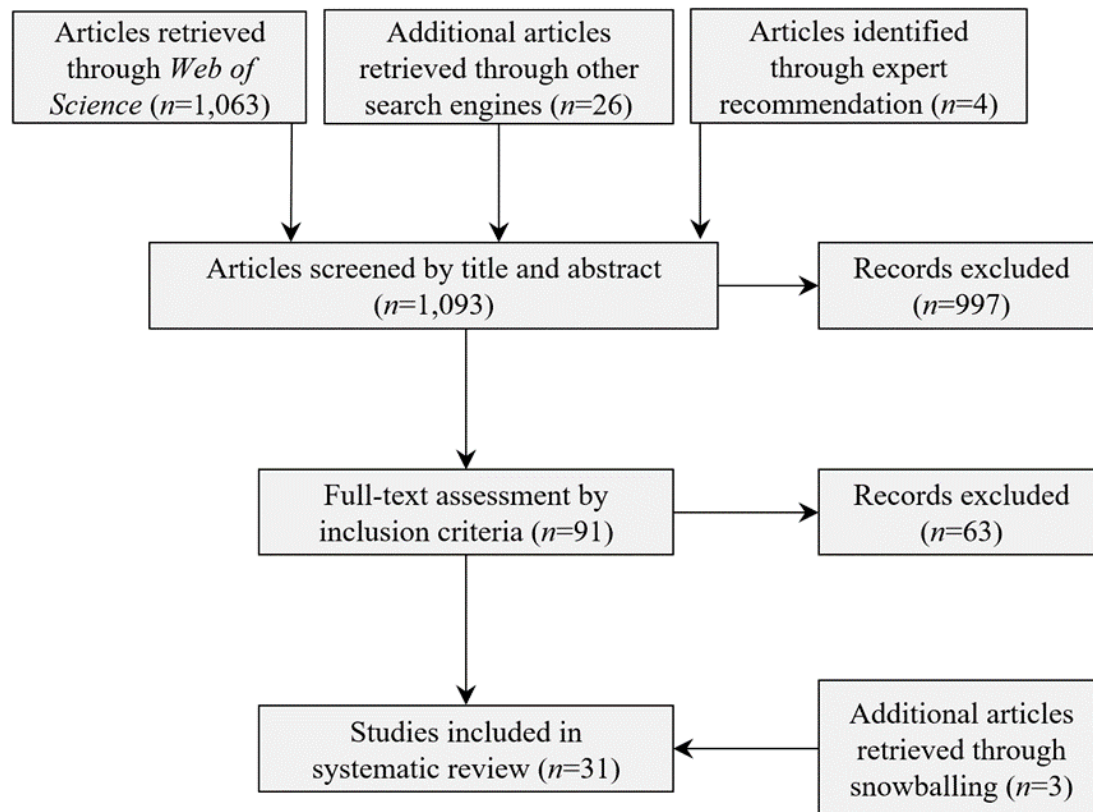 Articles retrieved
through Web of
Science (n=1,063)
Additional articles
retrieved through other
search engines (n=26)
Articles identified
through expert
recommendation (n=4)
Articles screened by title and abstract
(n=1,093)
Records excluded
(n=997)
Full-text assessment by
inclusion criteria (n=91)
Records excluded
(n=63)
Studies included in
systematic review (n=31)
Additional articles
retrieved through
snowballing (n=3)